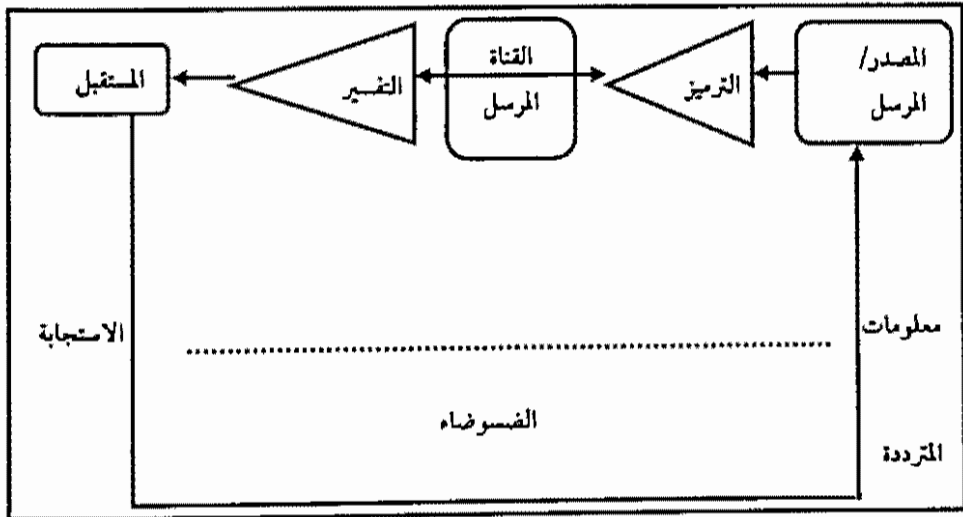 المصدر/
المرسل
الترميز
القناة
المرسل
التفسير
المستقبل
معلومات
الاستجابة
الضوضاء
المترددة